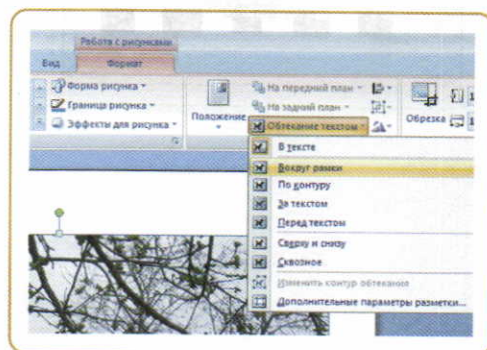 Работа с рисунками
Вид Формат
Форма рисунка
Граница рисунка
Эффекты для рисунка
Положение
На передний план
На задний план
Обтекание текстом
Обрезка
В тексте
Вокруг рамки
По контуру
За текстом
Перед текстом
Сверху и снизу
Сквозное
Изменить контур обтекания
Дополнительные параметры разметки...